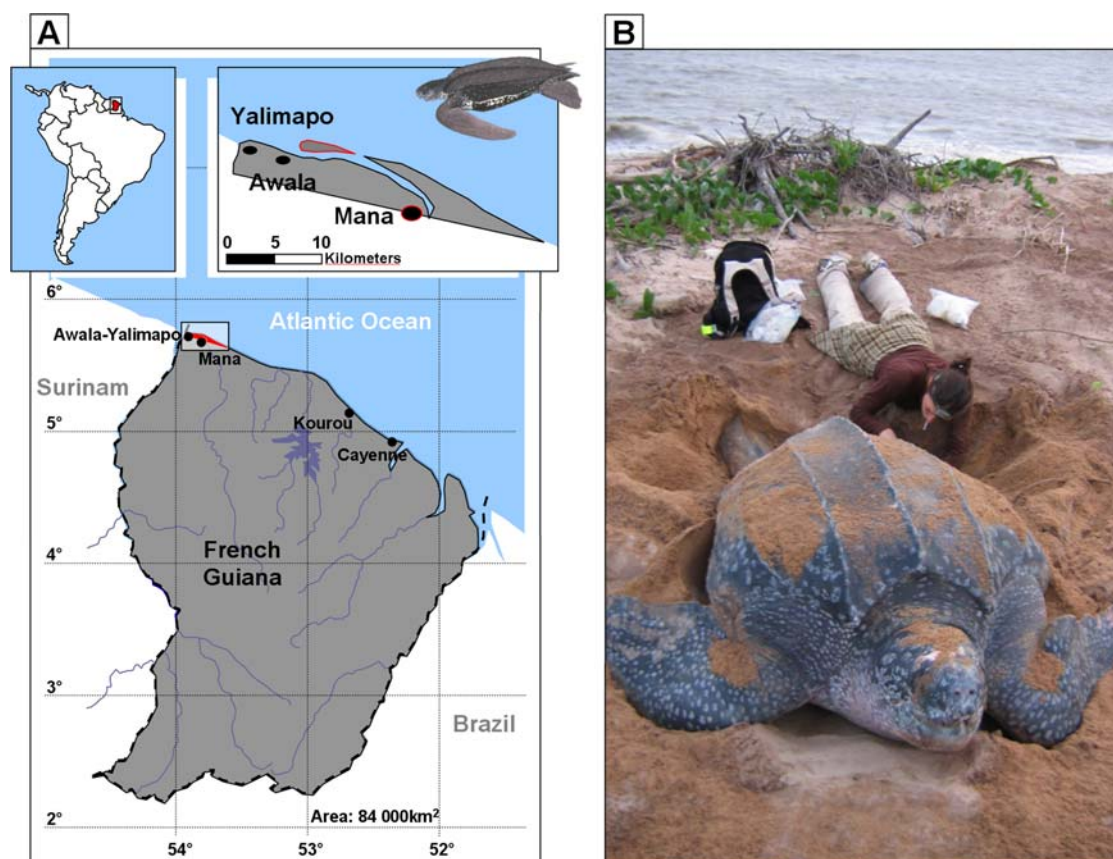 A
B
Yalimapo
Awala
Mana
0 5 10
Kilometers
6°
Atlantic Ocean
Awala-Yalimapo
Mana
Surinam
5°
Kourou
Cayenne
French
Guiana
4°
3°
Brazil
Area: 84 000km²
2°
54° 53° 52°